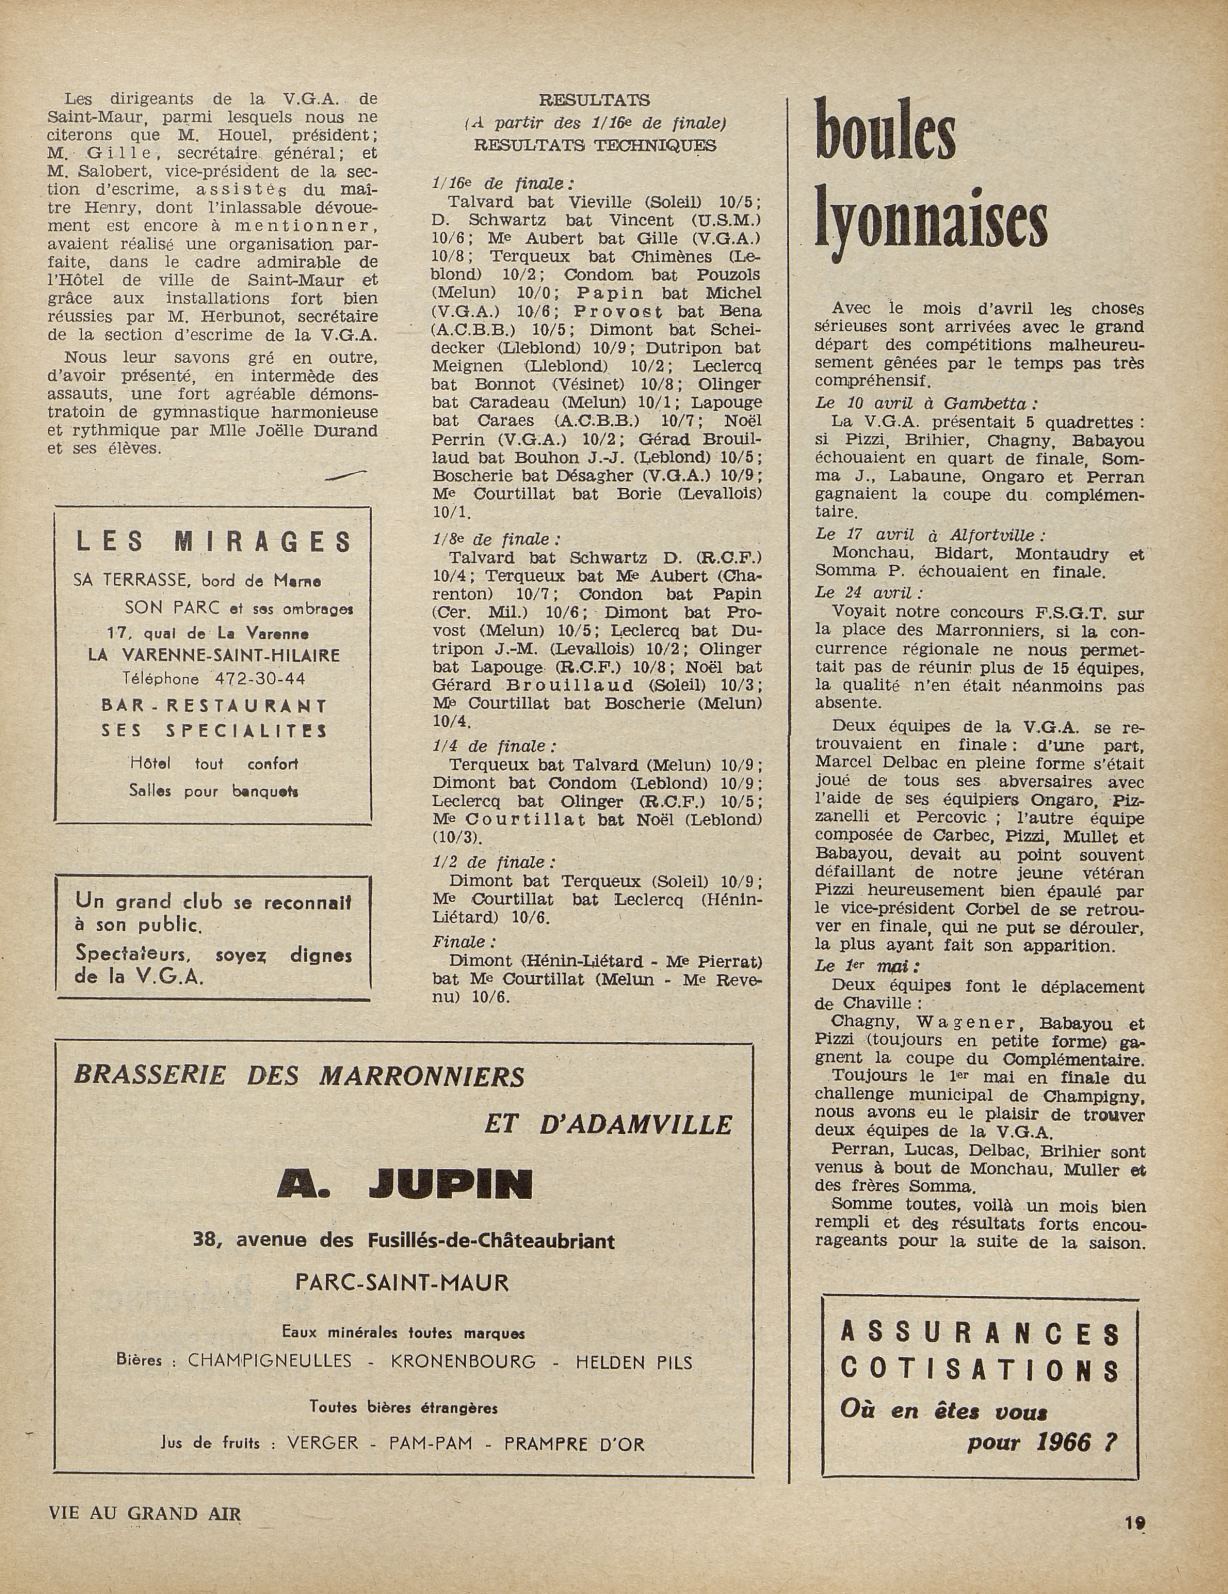 Les dirigeants de la V.G.A. de
Saint-Maur, parmi lesquels nous ne
citerons que M. Houel, président;
M. Gille, secrétaire général; et
M. Salobert, vice-président de la sec-
tion d'escrime, assistés du maî-
tre Henry, dont l'inlassable dévoue-
ment est encore à mentionner,
avaient réalisé une organisation par-
faite, dans le cadre admirable de
l'Hôtel de ville de Saint-Maur et
grâce aux installations fort bien
réussies par M. Herbunot, secrétaire
de la section d'escrime de la V.G.A.
Nous leur savons gré en outre,
d'avoir présenté, en intermède des
assauts, une fort agréable démons-
tratoin de gymnastique harmonieuse
et rythmique par Mlle Joëlle Durand
et ses élèves.
LES MIRAGES
SA TERRASSE, bord de Marne
SON PARC et ses ombrages
17, quai de La Varenne
LA VARENNE-SAINT-HILAIRE
Téléphone 472-30-44
BAR - RESTAURANT
SES SPECIALITES
Hôtel tout confort
Salles pour banquets
Un grand club se reconnaît
à son public.
Spectateurs, soyez dignes
de la V.G.A.
RESULTATS
(A partir des 1/16e de finale)
RESULTATS TECHNIQUES
1/16e de finale :
Talvard bat Vieville (Soleil) 10/5;
D. Schwartz bat Vincent (U.S.M.)
10/6; Me Aubert bat Gille (V.G.A.)
10/8; Terqueux bat Chimènes (Le-
blond) 10/2; Condom bat Pouzols
(Melun) 10/0; Papin bat Michel
(V.G.A.) 10/6; Provost bat Bena
(A.C.B.B.) 10/5; Dimont bat Schei-
decker (Lleblond) 10/9; Dutripon bat
Meignen (Lleblond) 10/2; Leclercq
bat Bonnot (Vésinet) 10/8; Olinger
bat Caradeau (Melun) 10/1; Lapouge
bat Caraes (A.C.B.B.) 10/7; Noël
Perrin (V.G.A.) 10/2; Gérad Brouil-
laud bat Bouhon J.-J. (Leblond) 10/5;
Boscherie bat Désagher (V.G.A.) 10/9;
Me Courtillat bat Borie (Levallois)
10/1.
1/8e de finale :
Talvard bat Schwartz D. (R.C.F.)
10/4; Terqueux bat Me Aubert (Cha-
renton) 10/7; Condon bat Papin
(Cer. Mil.) 10/6; Dimont bat Pro-
vost (Melun) 10/5; Leclercq bat Du-
tripon J.-M. (Levallois) 10/2; Olinger
bat Lapouge (R.C.F.) 10/8; Noël bat
Gérard Brouillaud (Soleil) 10/3;
Me Courtillat bat Boscherie (Melun)
10/4.
1/4 de finale :
Terqueux bat Talvard (Melun) 10/9;
Dimont bat Condom (Leblond) 10/9;
Leclercq bat Olinger (R.C.F.) 10/5;
Me Courtillat bat Noël (Leblond)
(10/3).
1/2 de finale :
Dimont bat Terqueux (Soleil) 10/9;
Me Courtillat bat Leclercq (Hénin-
Liétard) 10/6.
Finale :
Dimont (Hénin-Liétard - Me Pierrat)
bat Me Courtillat (Melun - Me Reve-
nu) 10/6.
BRASSERIE DES MARRONNIERS
ET D'ADAMVILLE
A. JUPIN
38, avenue des Fusillés-de-Châteaubriant
PARC-SAINT-MAUR
Eaux minérales toutes marques
Bières : CHAMPIGNEULLES - KRONENBOURG - HELDEN PILS
Toutes bières étrangères
Jus de fruits : VERGER - PAM-PAM - PRAMPRE D'OR
boules
lyonnaises
Avec le mois d'avril les choses
sérieuses sont arrivées avec le grand
départ des compétitions malheureu-
sement gênées par le temps pas très
compréhensif.
Le 10 avril à Gambetta :
La V.G.A. présentait 5 quadrettes :
si Pizzi, Brihier, Chagny, Babayou
échouaient en quart de finale, Som-
ma J., Labaune, Ongaro et Perran
gagnaient la coupe du complémen-
taire.
Le 17 avril à Alfortville :
Monchau, Bidart, Montaudry et
Somma P. échouaient en finale.
Le 24 avril :
Voyait notre concours F.S.G.T. sur
la place des Marronniers, si la con-
currence régionale ne nous permet-
tait pas de réunir plus de 15 équipes,
la qualité n'en était néanmoins pas
absente.
Deux équipes de la V.G.A. se re-
trouvaient en finale : d'une part,
Marcel Delbac en pleine forme s'était
joué de tous ses abversaires avec
l'aide de ses équipiers Ongaro, Piz-
zanelli et Percovic ; l'autre équipe
composée de Carbec, Pizzi, Mullet et
Babayou, devait au point souvent
défaillant de notre jeune vétéran
Pizzi heureusement bien épaulé par
le vice-président Corbel de se retrou-
ver en finale, qui ne put se dérouler,
la plus ayant fait son apparition.
Le 1er mai :
Deux équipes font le déplacement
de Chaville :
Chagny, Wagener, Babayou et
Pizzi (toujours en petite forme) ga-
gnent la coupe du Complémentaire.
Toujours le 1er mai en finale du
challenge municipal de Champigny,
nous avons eu le plaisir de trouver
deux équipes de la V.G.A.
Perran, Lucas, Delbac, Brihier sont
venus à bout de Monchau, Muller et
des frères Somma.
Somme toutes, voilà un mois bien
rempli et des résultats forts encou-
rageants pour la suite de la saison.
ASSURANCES
COTISATIONS
Où en êtes vous
pour 1966 ?
VIE AU GRAND AIR
19